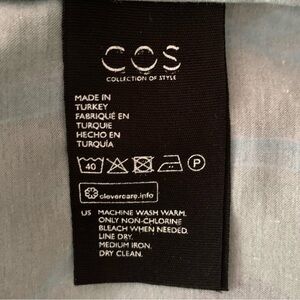 COS
COLLECTION OF STYLE
MADE IN
TURKEY
FABRIQUÉ EN
TURQUIE
HECHO EN
TURQUÍA
40 P
clevercare.info
US MACHINE WASH WARM.
ONLY NON-CHLORINE
BLEACH WHEN NEEDED.
LINE DRY.
MEDIUM IRON.
DRY CLEAN.